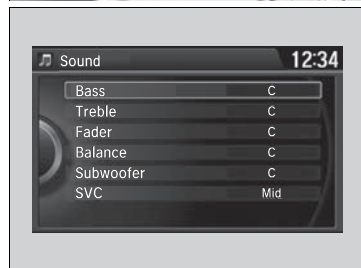 Sound 12:34
Bass C
Treble C
Fader C
Balance C
Subwoofer C
SVC Mid